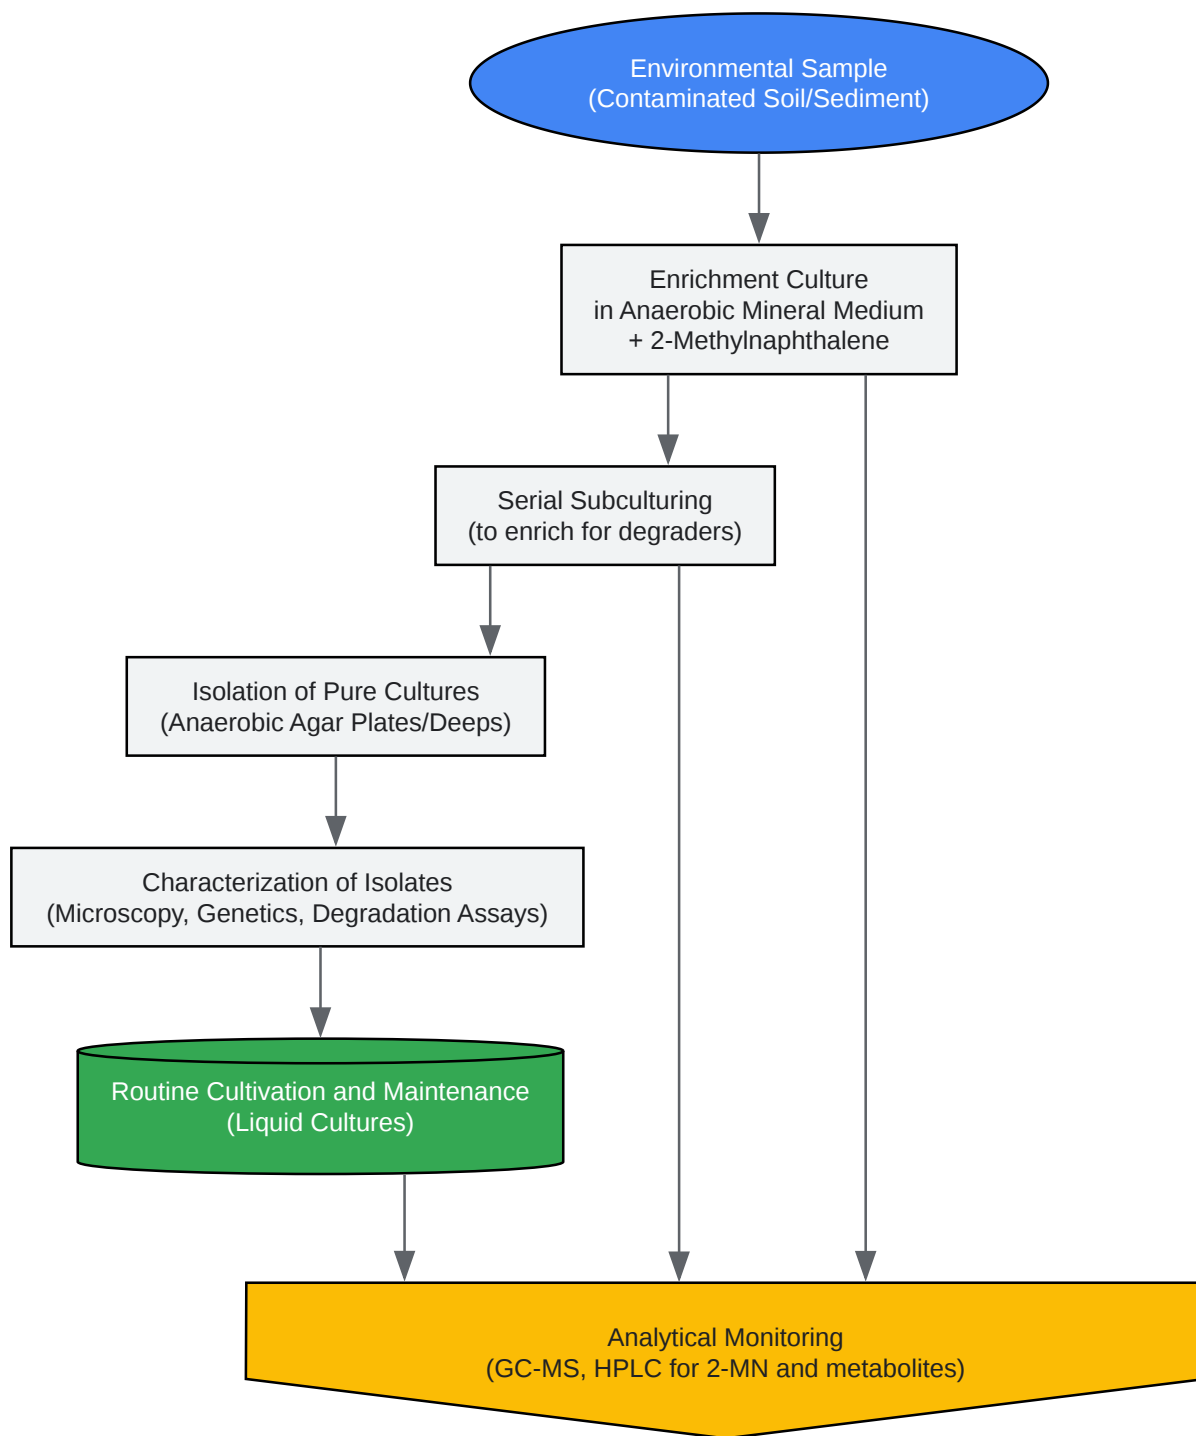 Environmental Sample
(Contaminated Soil/Sediment)
Enrichment Culture
in Anaerobic Mineral Medium
+ 2-Methylnaphthalene
Serial Subculturing
(to enrich for degraders)
Isolation of Pure Cultures
(Anaerobic Agar Plates/Deeps)
Characterization of Isolates
(Microscopy, Genetics, Degradation Assays)
Routine Cultivation and Maintenance
(Liquid Cultures)
Analytical Monitoring
(GC-MS, HPLC for 2-MN and metabolites)